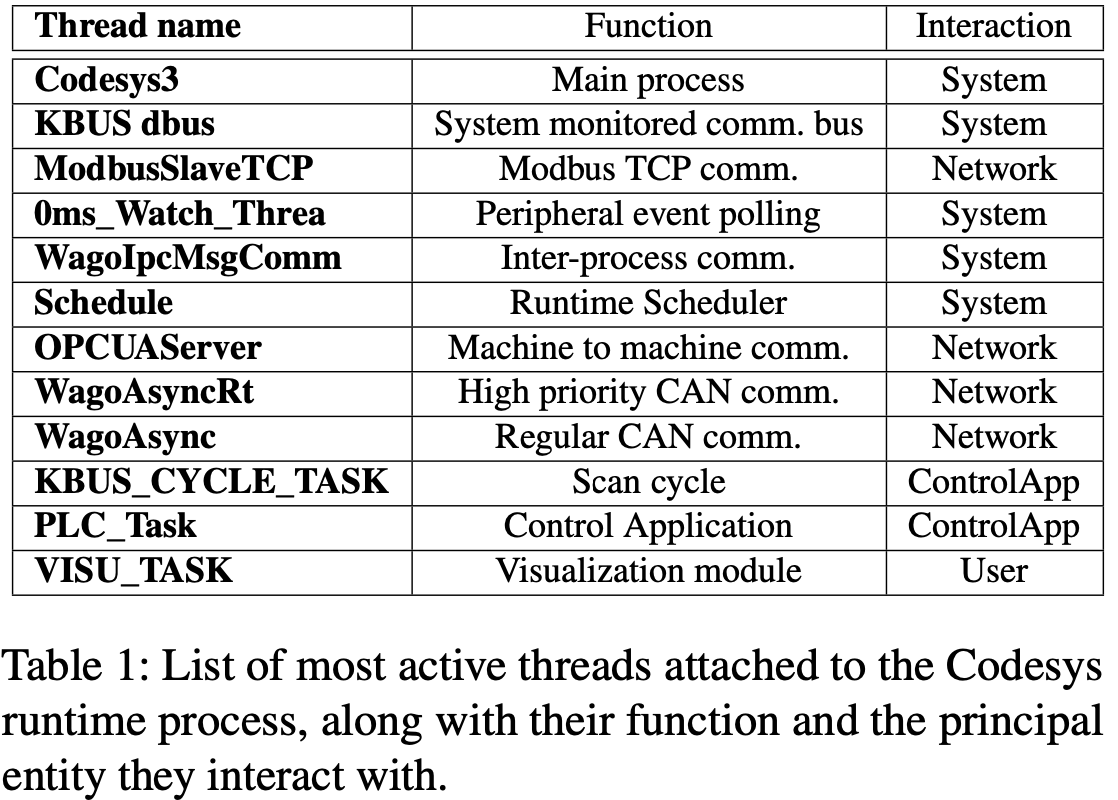 Thread name Function Interaction
Codesys3 Main process System
KBUS dbus System monitored comm. bus System
ModbusSlaveTCP Modbus TCP comm. Network
0ms_Watch_Threa Peripheral event polling System
WagoIpcMsgComm Inter-process comm. System
Schedule Runtime Scheduler System
OPCUAServer Machine to machine comm. Network
WagoAsyncRt High priority CAN comm. Network
WagoAsync Regular CAN comm. Network
KBUS_CYCLE_TASK Scan cycle ControlApp
PLC_Task Control Application ControlApp
VISU_TASK Visualization module User
Table 1: List of most active threads attached to the Codesys
runtime process, along with their function and the principal
entity they interact with.